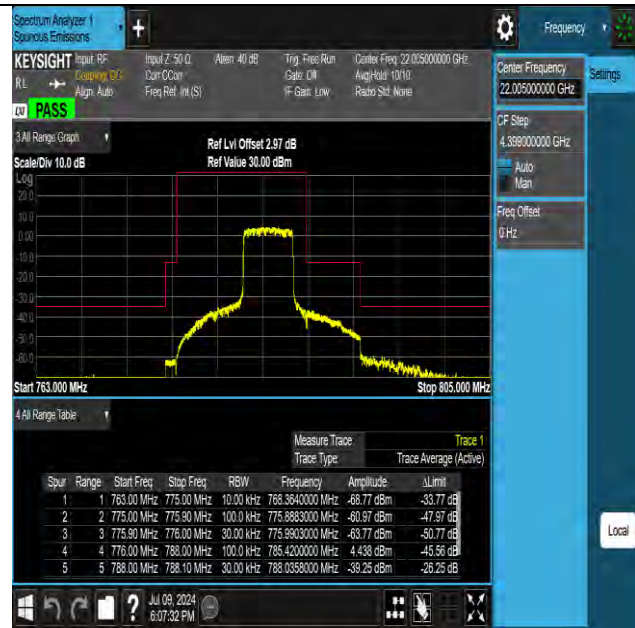 Spectrum Analyzer 1
Spurious Emissions
Frequency
KEYSIGHT Input: RF Input Z: 50 Ω Atten: 40 dB Trig: Free Run Center Freq: 22.005000000 GHz
RL Coupling: DC Corr CCorr Gate: Off Avg|Hold: 10/10
Align: Auto Freq Ref: Int (S) IF Gain: Low Radio Std: None
PASS
Center Frequency
22.005000000 GHz
Settings
CF Step
4.399000000 GHz
Auto
Man
Freq Offset
0 Hz
3 All Range Graph
Ref Lvl Offset 2.97 dB
Scale/Div 10.0 dB Ref Value 30.00 dBm
Log
20.0
10.0
0.00
-10.0
-20.0
-30.0
-40.0
-50.0
-60.0
Start 763.000 MHz Stop 805.000 MHz
4 All Range Table
Measure Trace Trace 1
Trace Type Trace Average (Active)
Spur Range Start Freq Stop Freq RBW Frequency Amplitude ΔLimit
1 1 763.00 MHz 775.00 MHz 10.00 kHz 768.3640000 MHz -68.77 dBm -33.77 dB
2 2 775.00 MHz 775.90 MHz 100.0 kHz 775.8883000 MHz -60.97 dBm -47.97 dB
3 3 775.90 MHz 776.00 MHz 30.00 kHz 775.9903000 MHz -63.77 dBm -50.77 dB
4 4 776.00 MHz 788.00 MHz 100.0 kHz 785.4200000 MHz 4.438 dBm -45.56 dB
5 5 788.00 MHz 788.10 MHz 30.00 kHz 788.0358000 MHz -39.25 dBm -26.25 dB
Local
Jul 09, 2024
6:07:32 PM